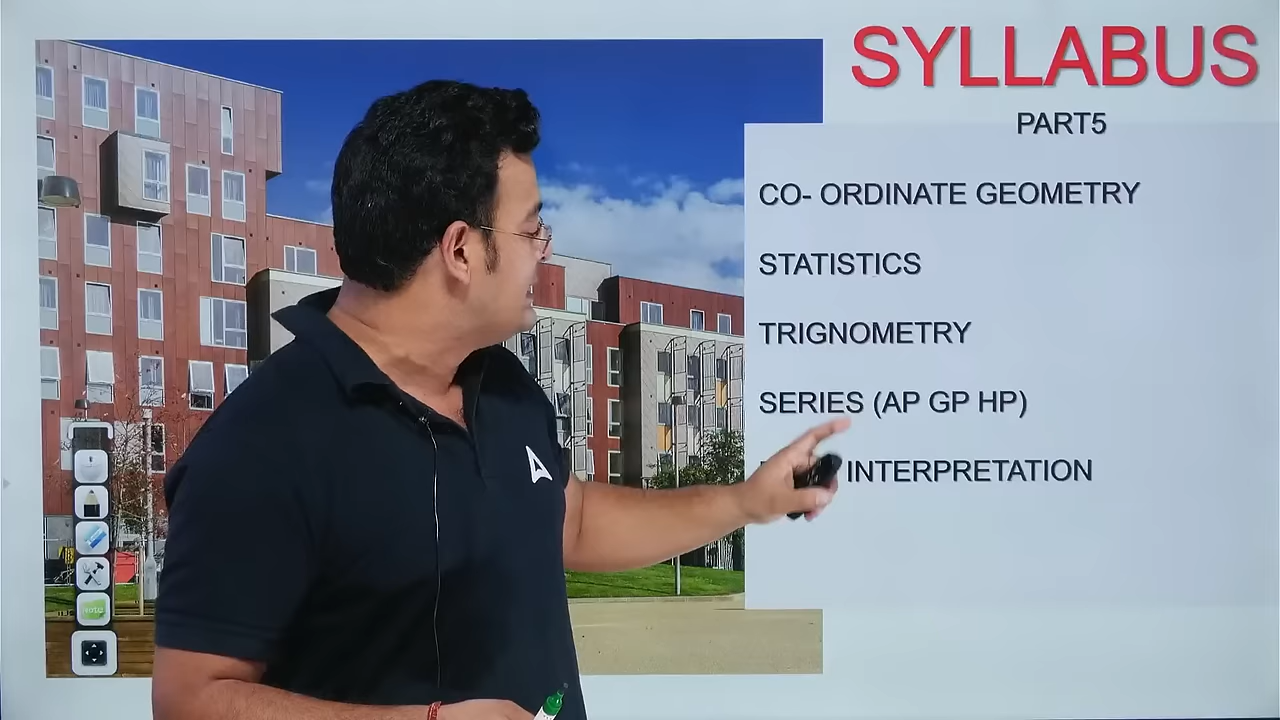 SYLLABUS
PART5
CO- ORDINATE GEOMETRY
STATISTICS
TRIGNOMETRY
SERIES (AP GP HP)
INTERPRETATION